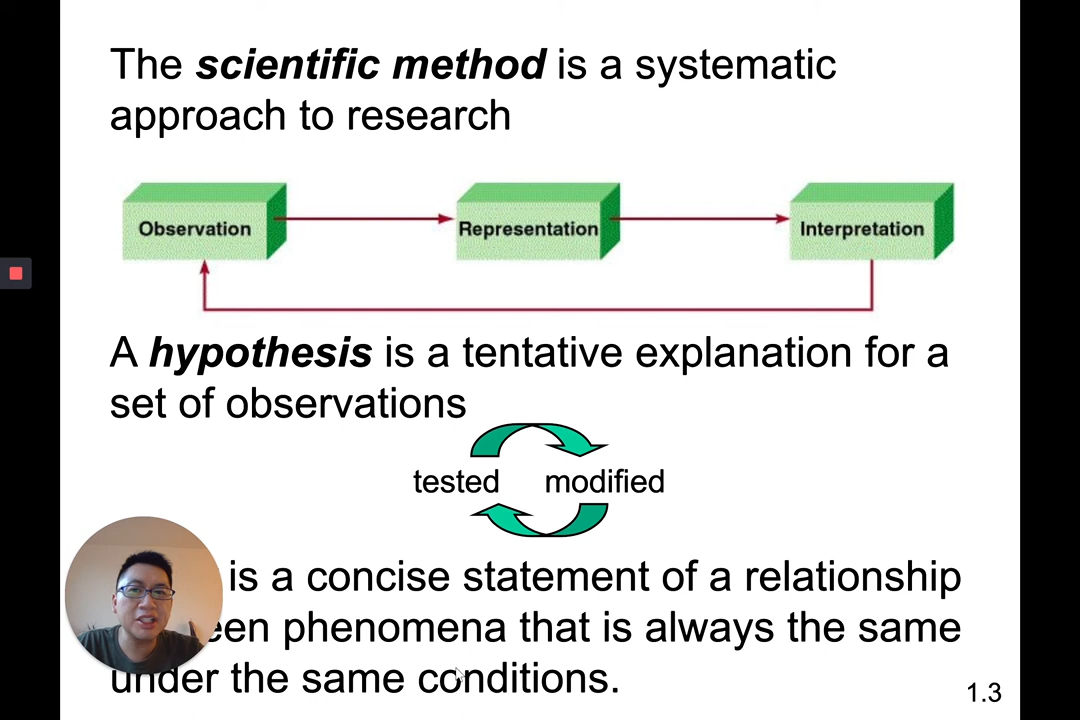 The scientific method is a systematic
approach to research
Observation
Representation
Interpretation
A hypothesis is a tentative explanation for a
set of observations
tested modified
is a concise statement of a relationship
phenomena that is always the same
under the same conditions.
1.3